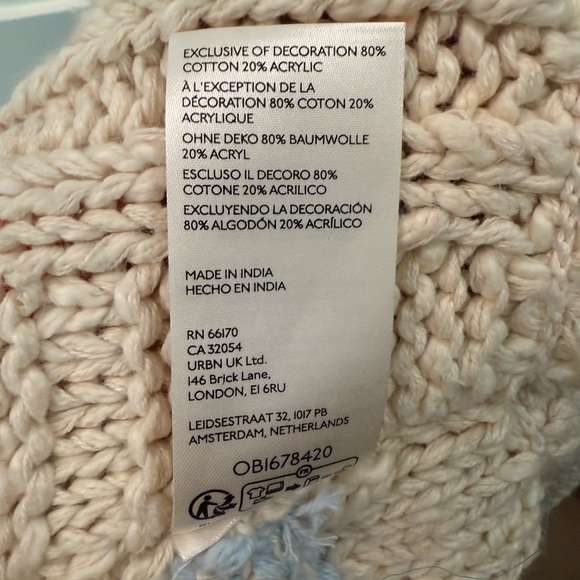 EXCLUSIVE OF DECORATION 80%
COTTON 20% ACRYLIC
À L'EXCEPTION DE LA
DÉCORATION 80% COTON 20%
ACRYLIQUE
OHNE DEKO 80% BAUMWOLLE
20% ACRYL
ESCLUSO IL DECORO 80%
COTONE 20% ACRILICO
EXCLUYENDO LA DECORACIÓN
80% ALGODÓN 20% ACRÍLICO
MADE IN INDIA
HECHO EN INDIA
RN 66170
CA 32054
URBN UK Ltd.
146 Brick Lane,
LONDON, E1 6RU
LEIDSESTRAAT 32, 1017 PB
AMSTERDAM, NETHERLANDS
OB1678420
FR